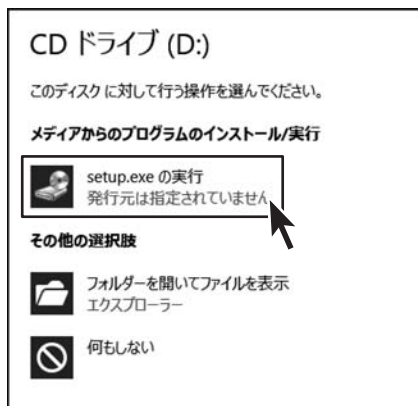 CD ドライブ (D:)
このディスク に対して行う操作を選んでください。
メディアからのプログラムのインストール/実行
setup.exe の実行
発行元は指定されていません
その他の選択肢
フォルダーを開いてファイルを表示
エクスプローラー
何もしない